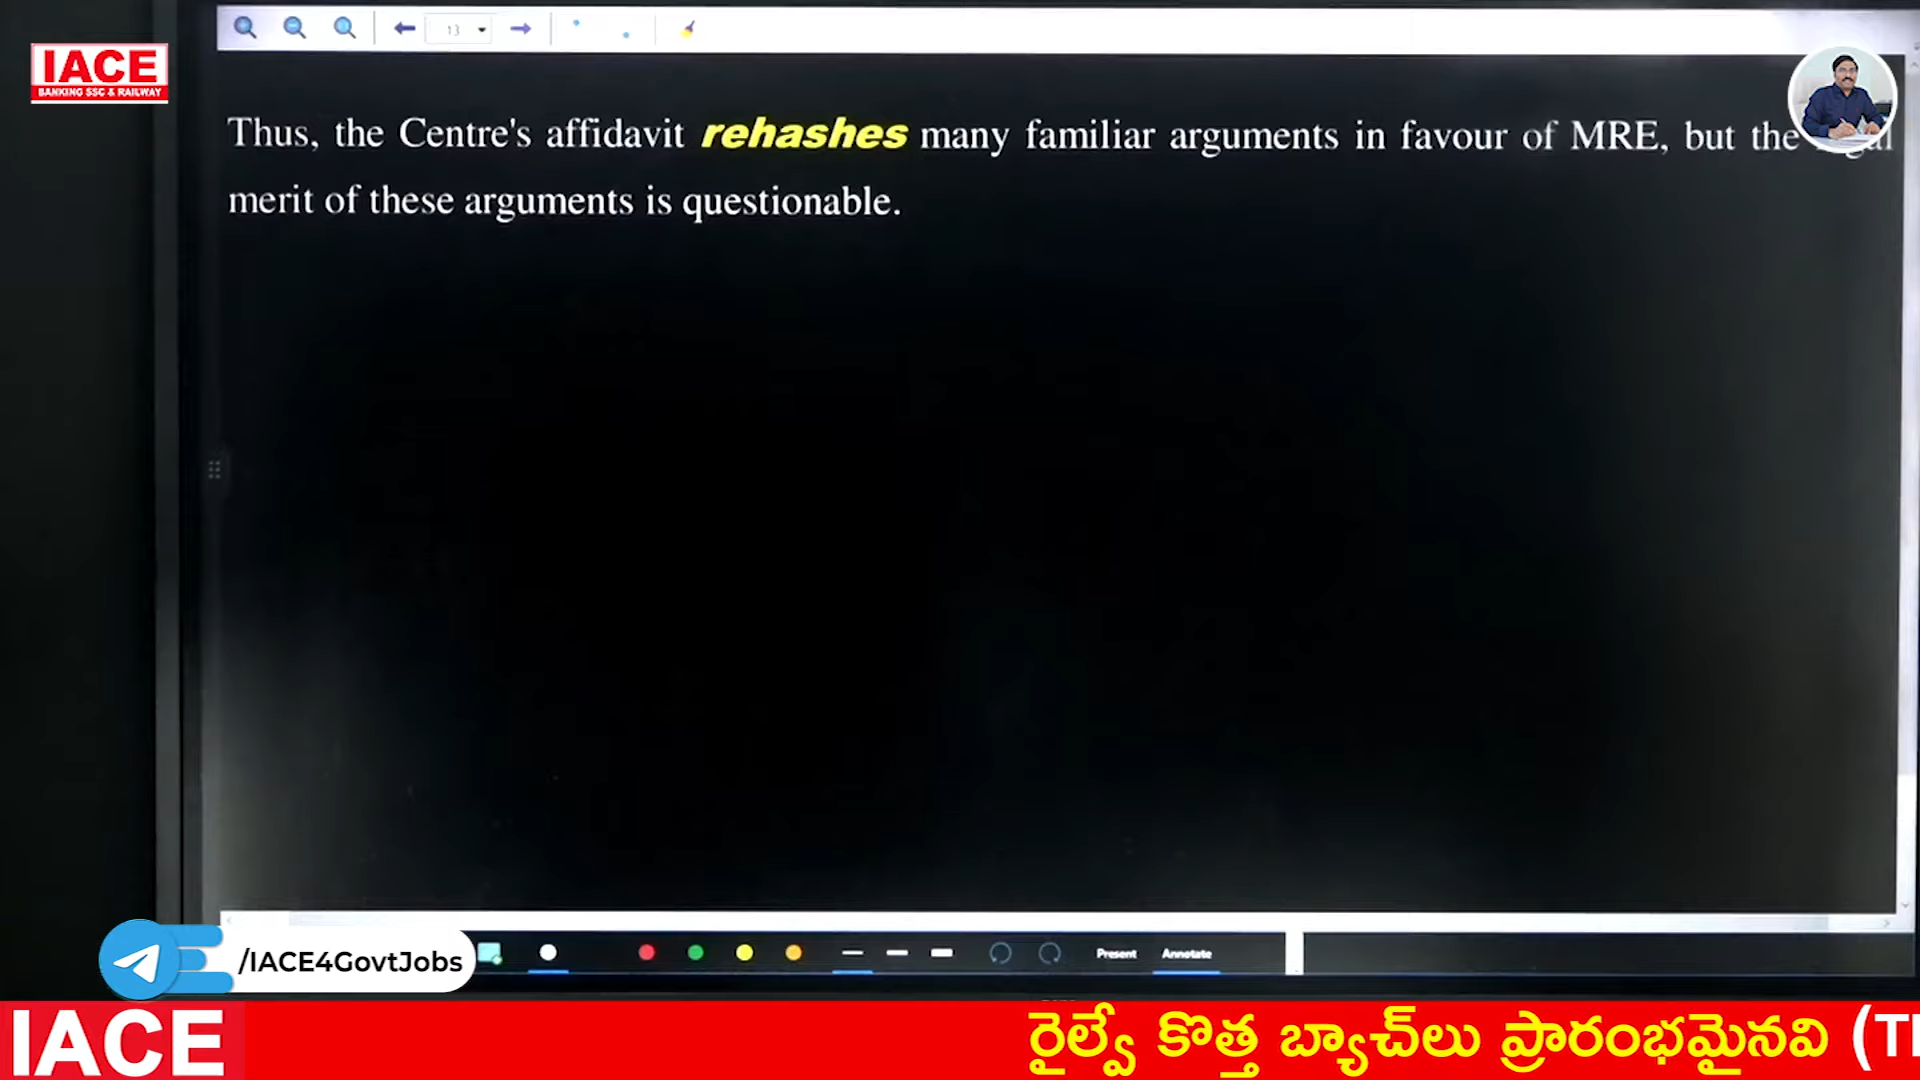 IACE
BANKING SSC & RAILWAY
13
Thus, the Centre's affidavit rehashes many familiar arguments in favour of MRE, but the
merit of these arguments is questionable.
/IACE4GovtJobs
Present
Annotate
IACE
రైల్వే కొత్త బ్యాచ్‌లు ప్రారంభమైనవి (T